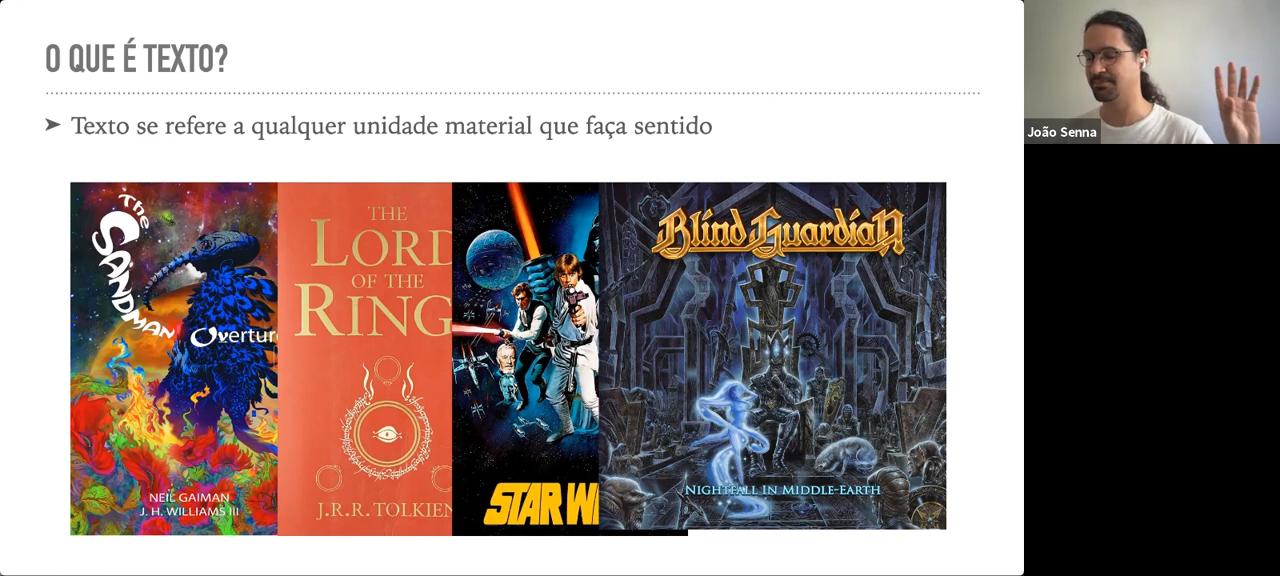 O QUE É TEXTO?
➤ Texto se refere a qualquer unidade material que faça sentido
The
SANDMAN
Overtur
NEIL GAIMAN
J. H. WILLIAMS III
THE
LORD
OF THE
RING
J.R.R. TOLKIEN
STAR W
Blind Guardian
NIGHTFALL IN MIDDLE-EARTH
João Senna